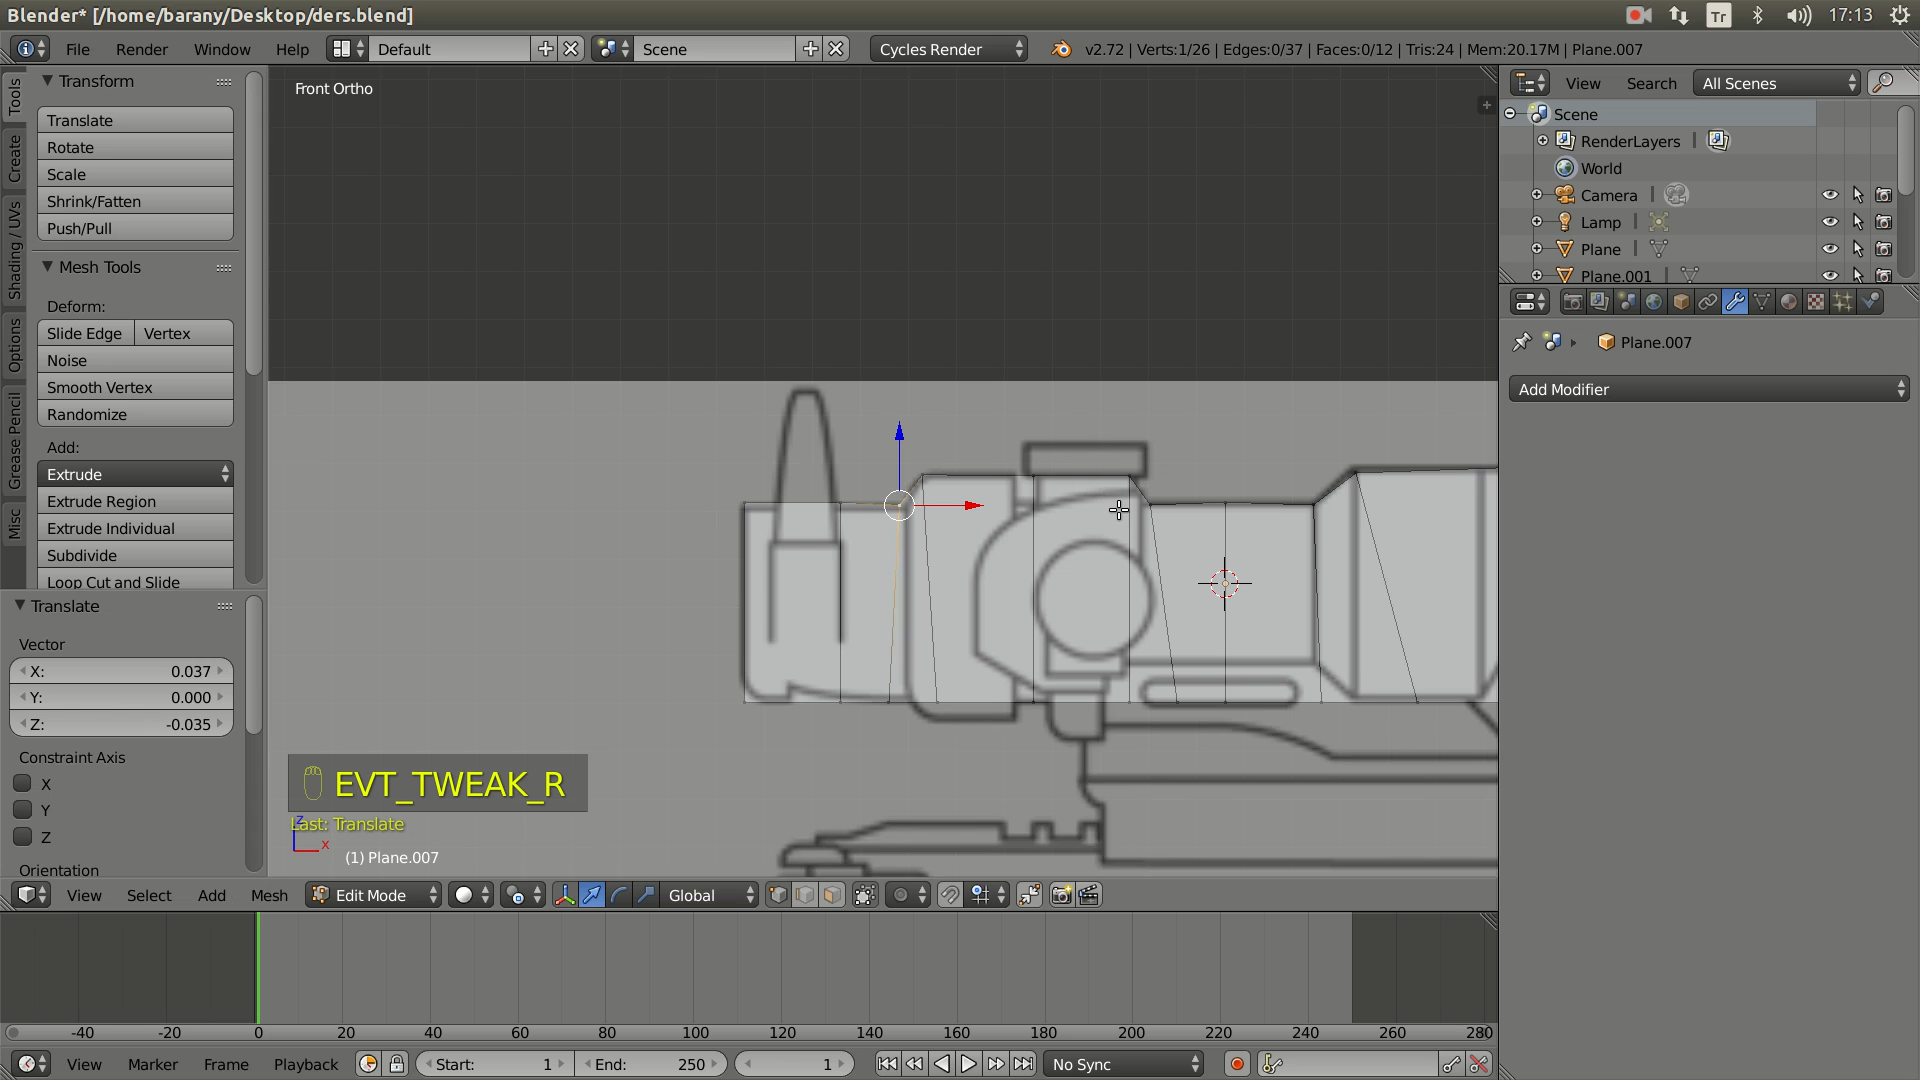 Blender* [/home/barany/Desktop/ders.blend]
Tr
17:13
File Render Window Help Default Scene Cycles Render v2.72 | Verts:1/26 | Edges:0/37 | Faces:0/12 | Tris:24 | Mem:20.17M | Plane.007
Tools
Create
Shading / UVs
Options
Grease Pencil
Misc
Transform
Translate
Rotate
Scale
Shrink/Fatten
Push/Pull
Mesh Tools
Deform:
Slide Edge Vertex
Noise
Smooth Vertex
Randomize
Add:
Extrude
Extrude Region
Extrude Individual
Subdivide
Loop Cut and Slide
Translate
Vector
X: 0.037
Y: 0.000
Z: -0.035
Constraint Axis
X
Y
Z
Orientation
Front Ortho
EVT_TWEAK_R
Last: Translate
z
x
(1) Plane.007
View Select Add Mesh Edit Mode Global
View Search All Scenes
Scene
RenderLayers
World
Camera
Lamp
Plane
Plane.001
Plane.007
Add Modifier
-40 -20 0 20 40 60 80 100 120 140 160 180 200 220 240 260 280
View Marker Frame Playback Start: 1 End: 250 1 No Sync